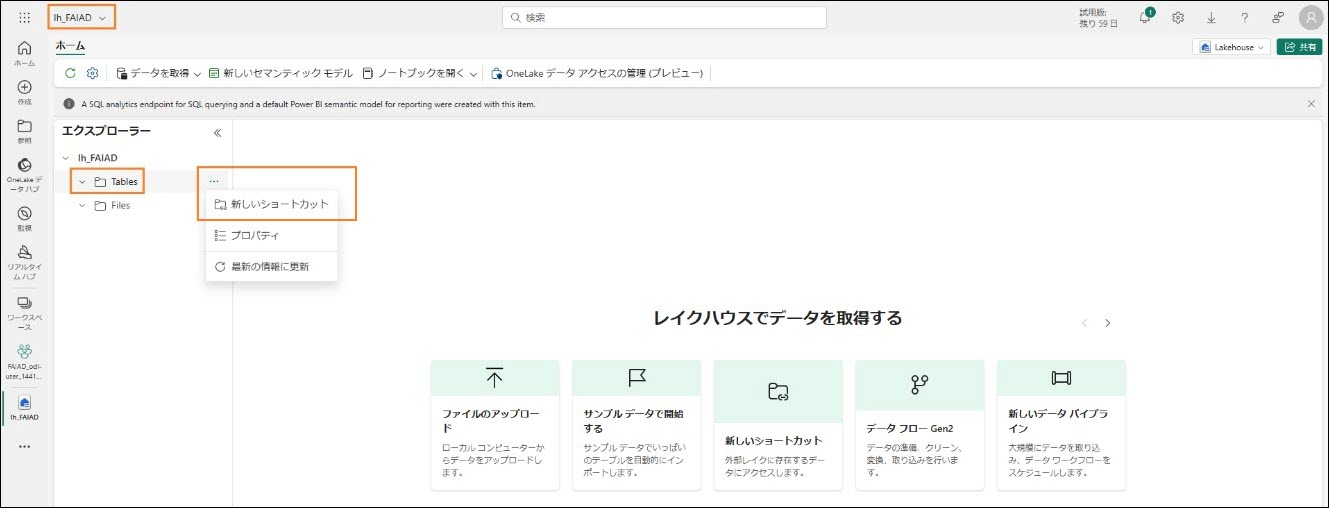 lh_FAIAD
検索
試用版:
残り 59 日
1
ホーム
Lakehouse
共有
データを取得
新しいセマンティック モデル
ノートブックを開く
OneLake データ アクセスの管理 (プレビュー)
A SQL analytics endpoint for SQL querying and a default Power BI semantic model for reporting were created with this item.
ホーム
作成
参照
OneLake デ
ータ ハブ
監視
リアルタイ
ム ハブ
ワークスペ
ース
FAIAD_odl-
user_1441...
lh_FAIAD
エクスプローラー
lh_FAIAD
Tables
Files
新しいショートカット
プロパティ
最新の情報に更新
レイクハウスでデータを取得する
ファイルのアップロー
ド
ローカル コンピューターか
らデータをアップロードしま
す。
サンプル データで開始
する
サンプル データでいっぱい
のテーブルを自動的にイン
ポートします。
新しいショートカット
外部レイクに存在するデー
タにアクセスします。
データ フロー Gen2
データの準備、クリーン、
変換、取り込みを行いま
す。
新しいデータ パイプラ
イン
大規模にデータを取り込
み、データ ワークフローを
スケジュールします。